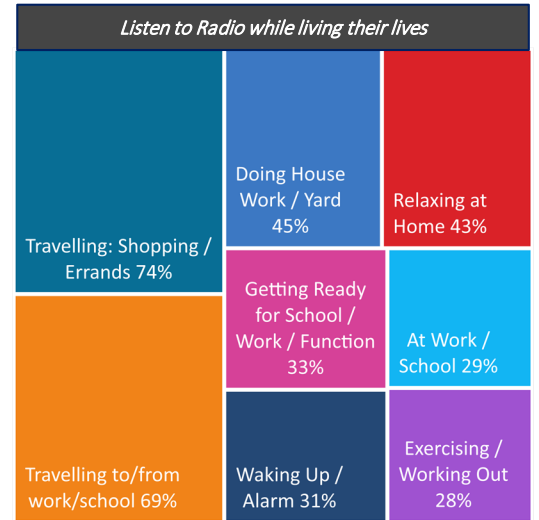 Listen to Radio while living their lives
Travelling: Shopping /
Errands 74%
Doing House
Work / Yard
45%
Relaxing at
Home 43%
Getting Ready
for School /
Work / Function
33%
At Work /
School 29%
Travelling to/from
work/school 69%
Waking Up /
Alarm 31%
Exercising /
Working Out
28%